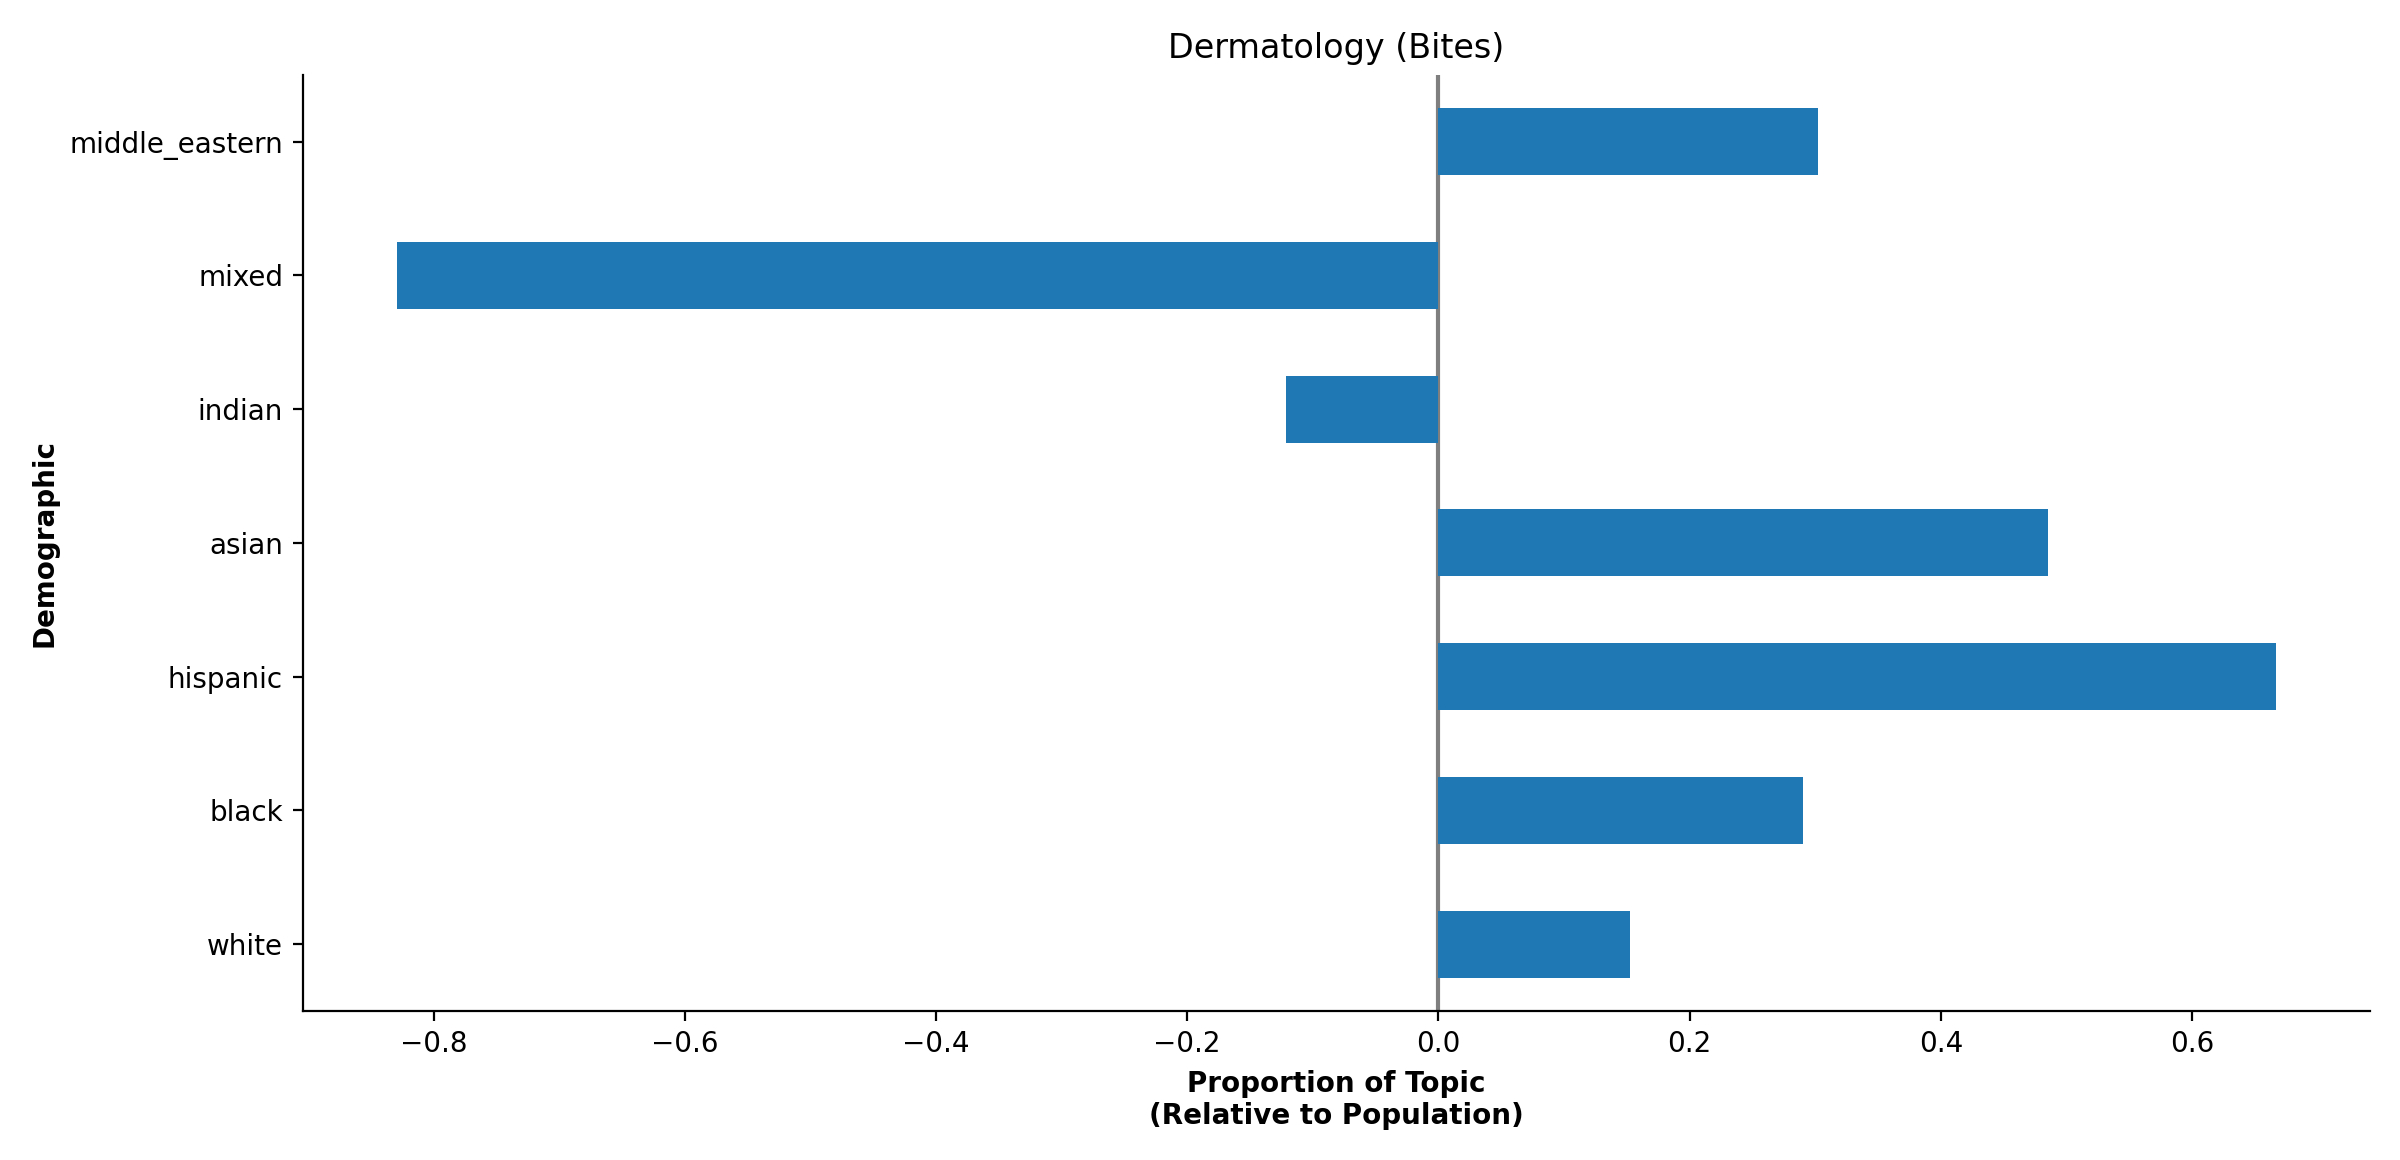 Dermatology (Bites)
middle_eastern
mixed
indian
asian
hispanic
black
white
Demographic
−0.8 −0.6 −0.4 −0.2 0.0 0.2 0.4 0.6
Proportion of Topic
(Relative to Population)